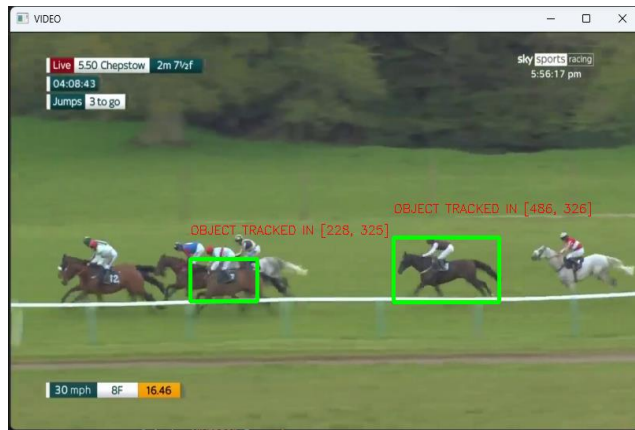 VIDEO
Live 5.50 Chepstow 2m 7½f
sky sports racing
04:08:43
5:56:17 pm
Jumps 3 to go
OBJECT TRACKED IN [486, 326]
OBJECT TRACKED IN [228, 325]
12
3
30 mph 8F 16.46